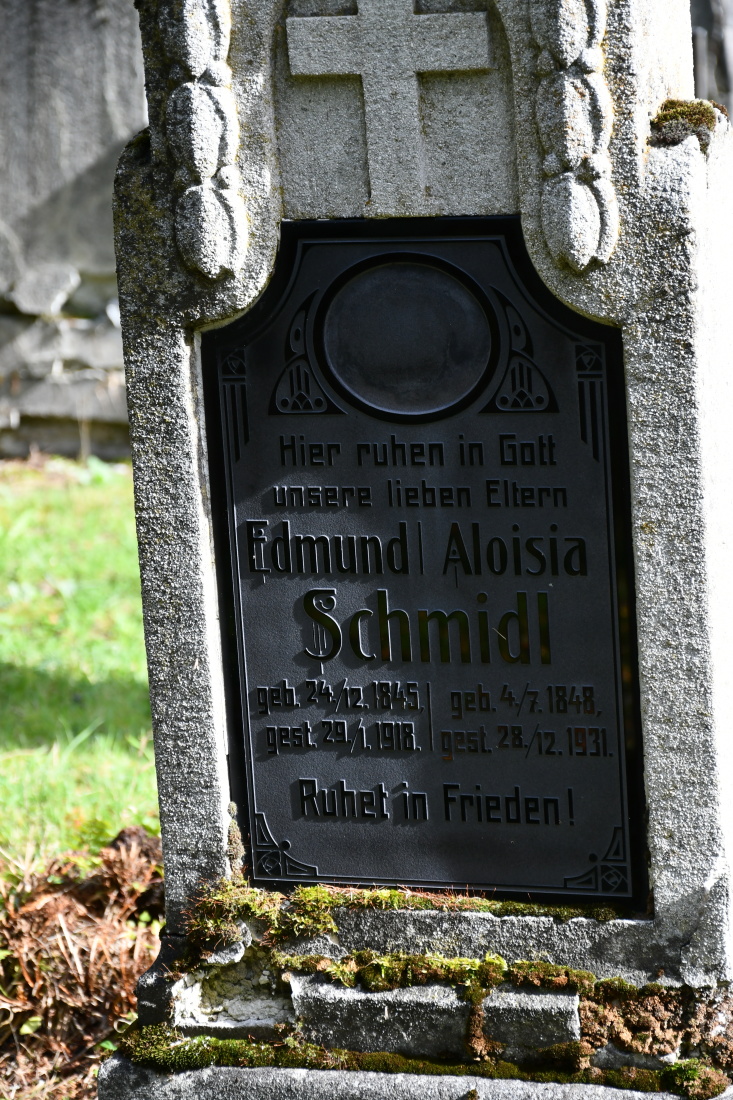 Hier ruhen in Gott
unsere lieben Eltern
Edmund | Aloisia
Schmidl
geb. 24./12. 1845, | geb. 4./7. 1848,
gest. 29./1. 1918. | gest. 28./12. 1931.
Ruhet in Frieden!